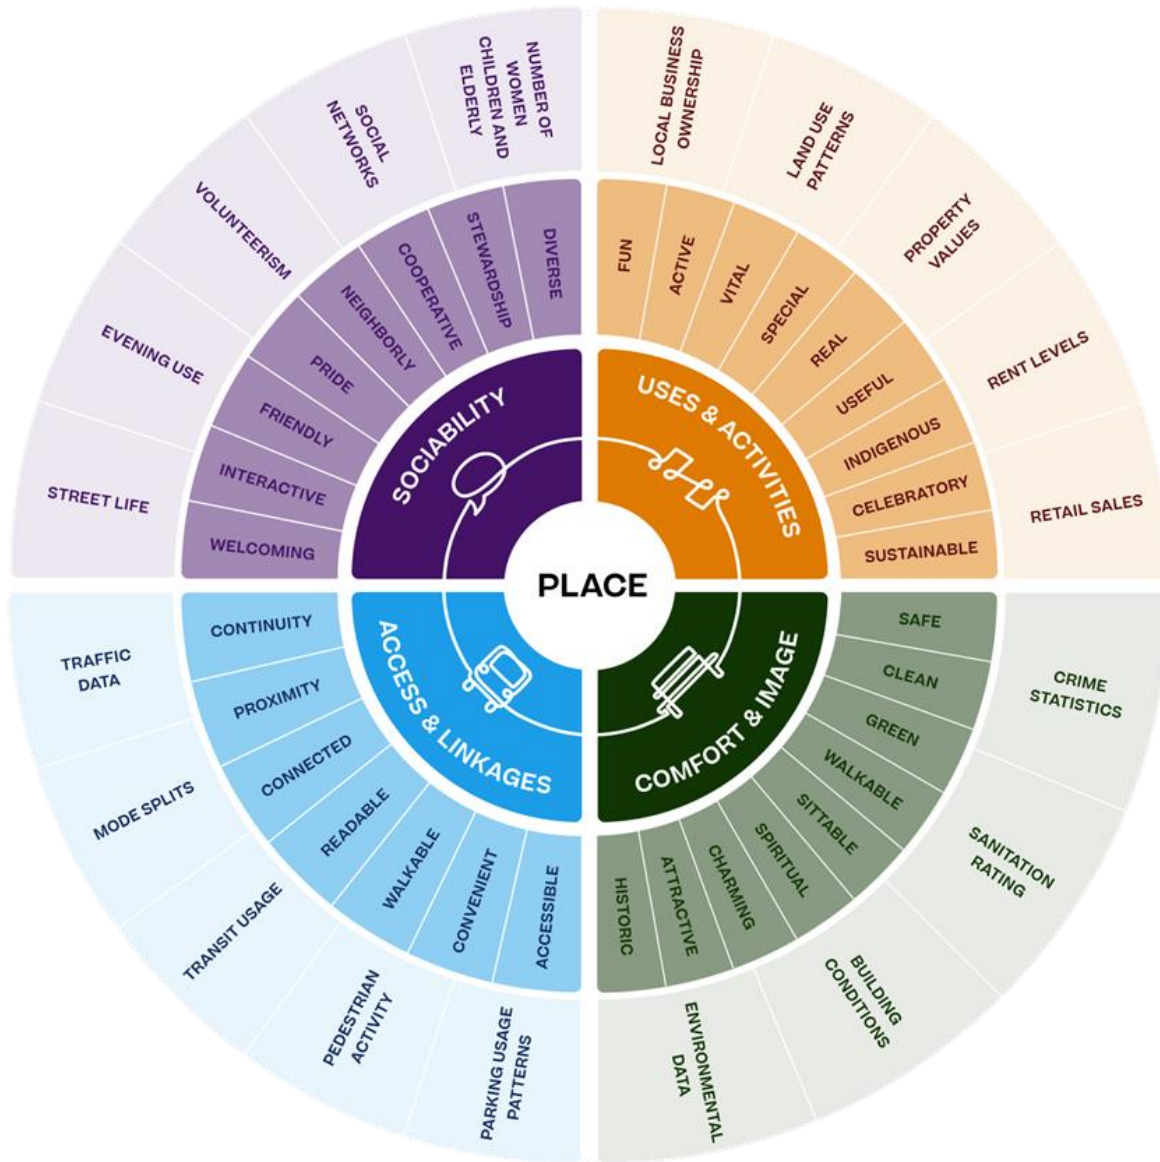 PLACE
SOCIABILITY
USES & ACTIVITIES
ACCESS & LINKAGES
COMFORT & IMAGE
WELCOMING
INTERACTIVE
FRIENDLY
PRIDE
NEIGHBORLY
COOPERATIVE
STEWARDSHIP
DIVERSE
FUN
ACTIVE
VITAL
SPECIAL
REAL
USEFUL
INDIGENOUS
CELEBRATORY
SUSTAINABLE
SAFE
CLEAN
GREEN
WALKABLE
SITTABLE
SPIRITUAL
CHARMING
ATTRACTIVE
HISTORIC
ACCESSIBLE
CONVENIENT
WALKABLE
READABLE
CONNECTED
PROXIMITY
CONTINUITY
STREET LIFE
EVENING USE
VOLUNTEERISM
SOCIAL
NETWORKS
NUMBER OF
WOMEN
CHILDREN AND
ELDERLY
LOCAL BUSINESS
OWNERSHIP
LAND USE
PATTERNS
PROPERTY
VALUES
RENT LEVELS
RETAIL SALES
CRIME
STATISTICS
SANITATION
RATING
BUILDING
CONDITIONS
ENVIRONMENTAL
DATA
PARKING USAGE
PATTERNS
PEDESTRIAN
ACTIVITY
TRANSIT USAGE
MODE SPLITS
TRAFFIC
DATA